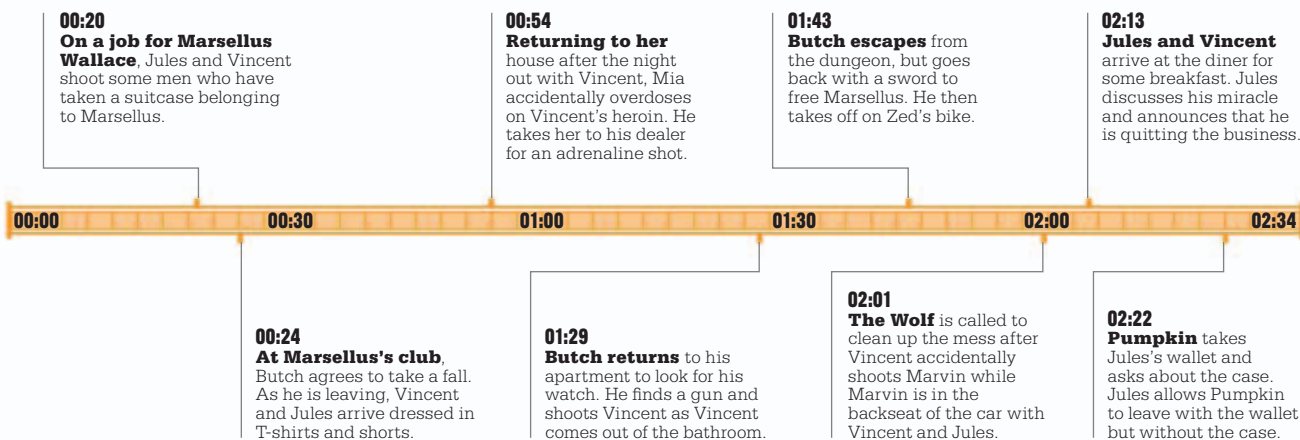 00:20
On a job for Marsellus
Wallace, Jules and Vincent
shoot some men who have
taken a suitcase belonging
to Marsellus.
00:54
Returning to her
house after the night
out with Vincent, Mia
accidentally overdoses
on Vincent's heroin. He
takes her to his dealer
for an adrenaline shot.
01:43
Butch escapes from
the dungeon, but goes
back with a sword to
free Marsellus. He then
takes off on Zed's bike.
02:13
Jules and Vincent
arrive at the diner for
some breakfast. Jules
discusses his miracle
and announces that he
is quitting the business.
00:00 00:30 01:00 01:30 02:00 02:34
00:24
At Marsellus's club,
Butch agrees to take a fall.
As he is leaving, Vincent
and Jules arrive dressed in
T-shirts and shorts.
01:29
Butch returns to his
apartment to look for his
watch. He finds a gun and
shoots Vincent as Vincent
comes out of the bathroom.
02:01
The Wolf is called to
clean up the mess after
Vincent accidentally
shoots Marvin while
Marvin is in the
backseat of the car with
Vincent and Jules.
02:22
Pumpkin takes
Jules's wallet and
asks about the case.
Jules allows Pumpkin
to leave with the wallet
but without the case.